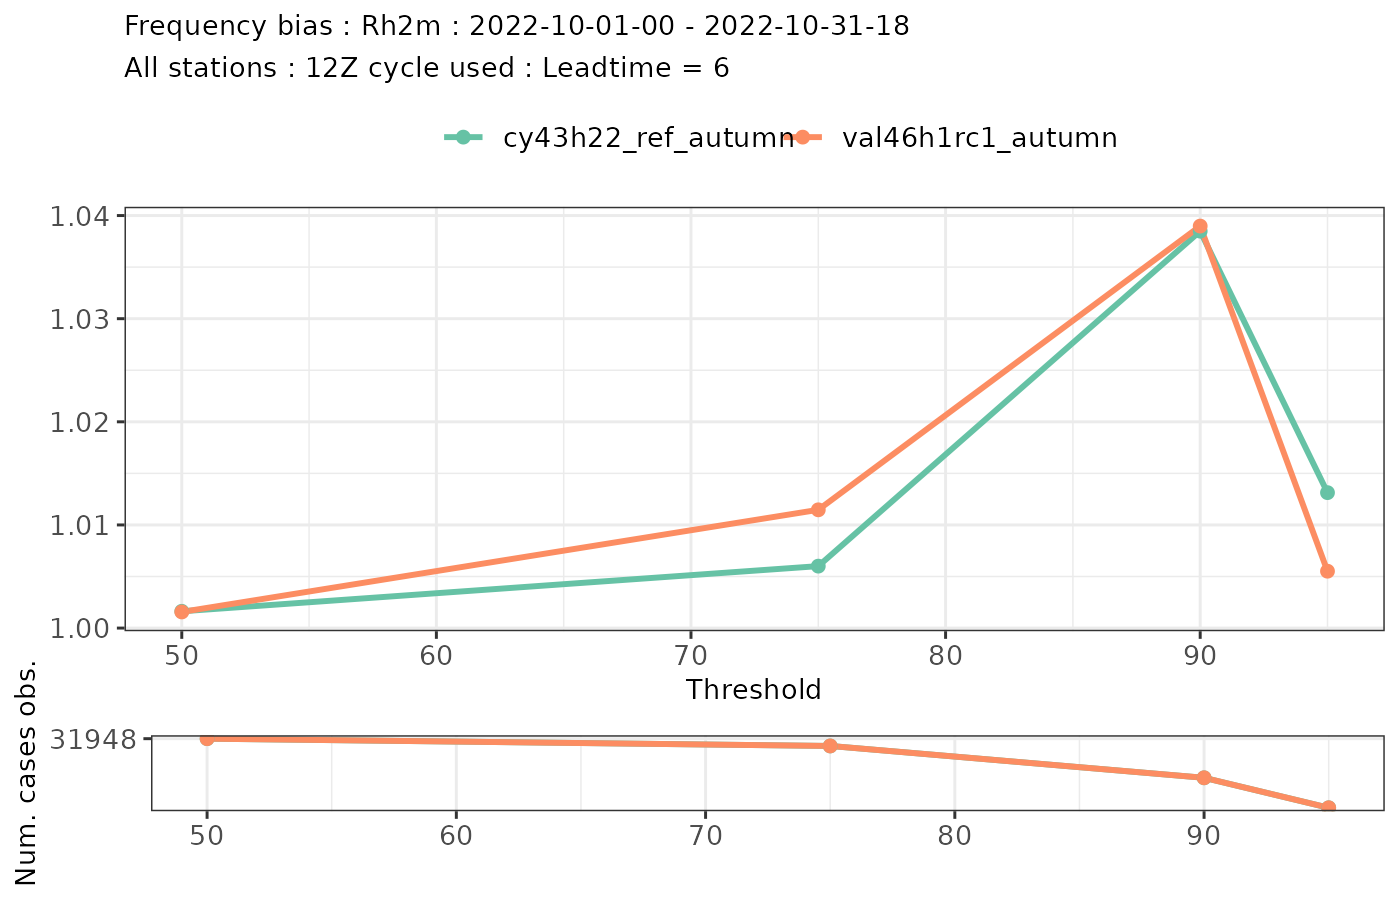 Frequency bias : Rh2m : 2022-10-01-00 - 2022-10-31-18
All stations : 12Z cycle used : Leadtime = 6
cy43h22_ref_autumn val46h1rc1_autumn
1.04
1.03
1.02
1.01
1.00
50 60 70 80 90
Threshold
Num. cases obs.
31948
50 60 70 80 90